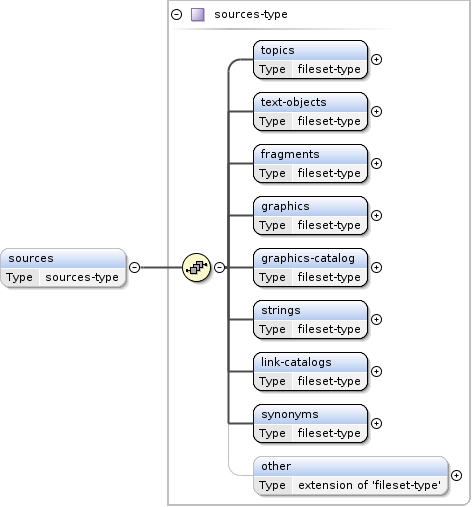 sources-type
topics
Type fileset-type
text-objects
Type fileset-type
fragments
Type fileset-type
graphics
Type fileset-type
sources
Type sources-type
graphics-catalog
Type fileset-type
strings
Type fileset-type
link-catalogs
Type fileset-type
synonyms
Type fileset-type
other
Type extension of 'fileset-type'